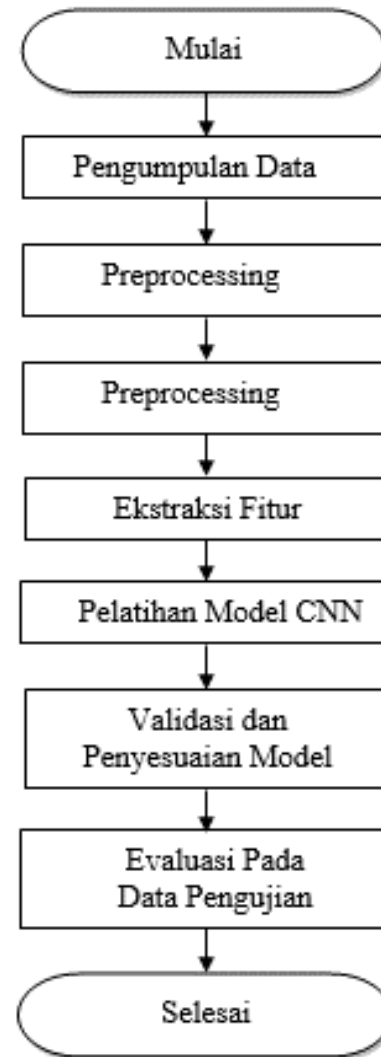 Mulai
Pengumpulan Data
Preprocessing
Preprocessing
Ekstraksi Fitur
Pelatihan Model CNN
Validasi dan
Penyesuaian Model
Evaluasi Pada
Data Pengujian
Selesai